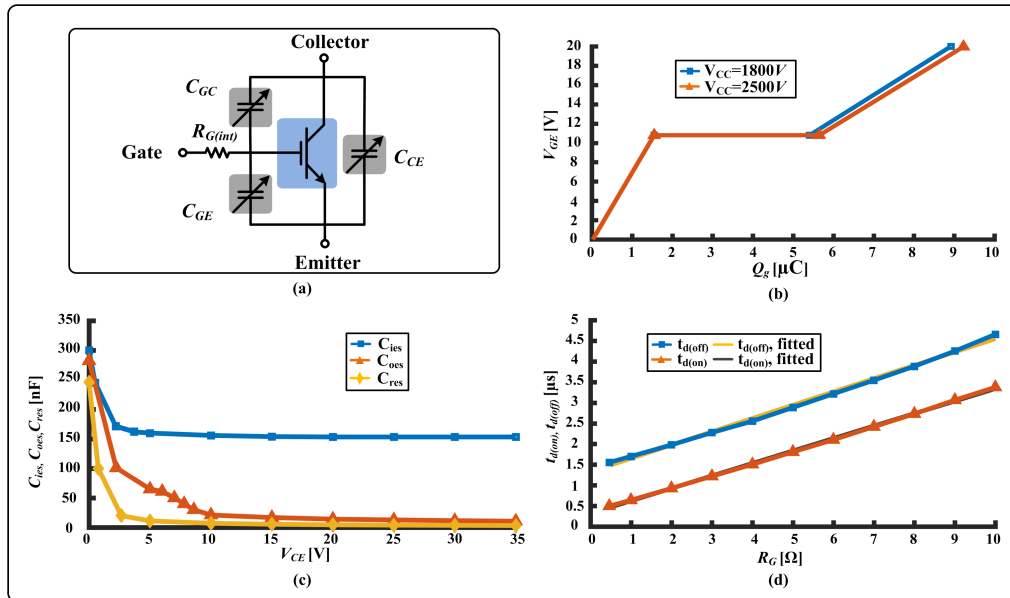 Collector
C_GC
R_G(int)
Gate
C_CE
C_GE
Emitter
(a)
20
18
16
14
12
10
8
6
4
2
0
V_GE [V]
V_CC=1800V
V_CC=2500V
0 1 2 3 4 5 6 7 8 9 10
Q_g [µC]
(b)
350
300
250
200
150
100
50
0
C_ies, C_oes, C_res [nF]
C_ies
C_oes
C_res
0 5 10 15 20 25 30 35
V_CE [V]
(c)
5
4.5
3.5
3.5
2.5
2.5
1.5
1.5
0.5
0
t_d(on), t_d(off) [µs]
t_d(off) t_d(off), fitted
t_d(on) t_d(on), fitted
0 1 2 3 4 5 6 7 8 9 10
R_G [Ω]
(d)